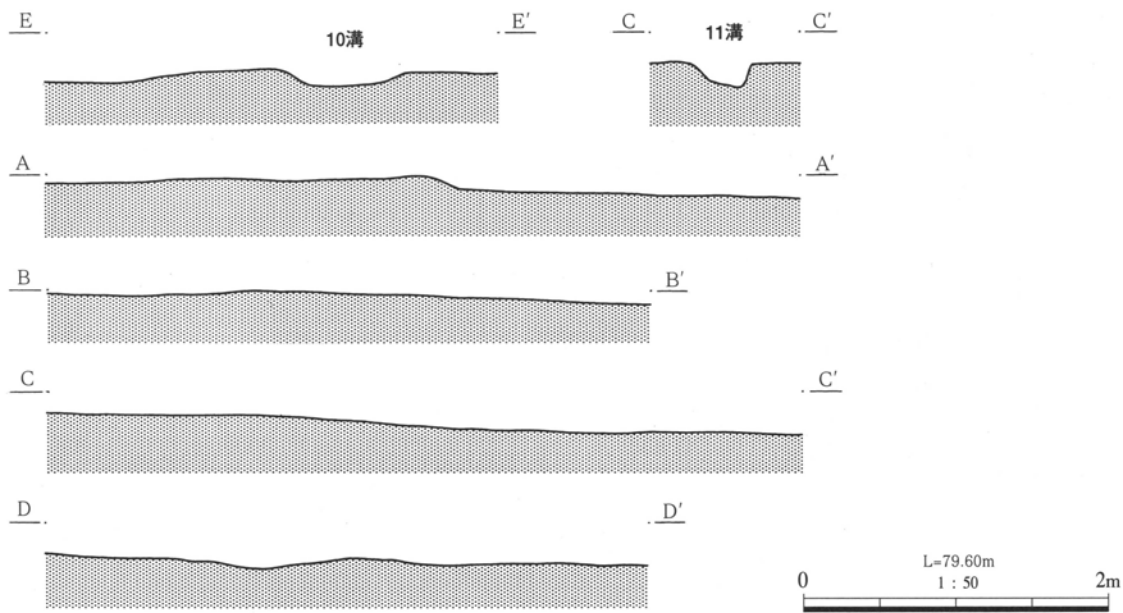 E E′ C C′
10溝 11溝
A A′
B B′
C C′
D D′
L=79.60m
1：50
0 2m